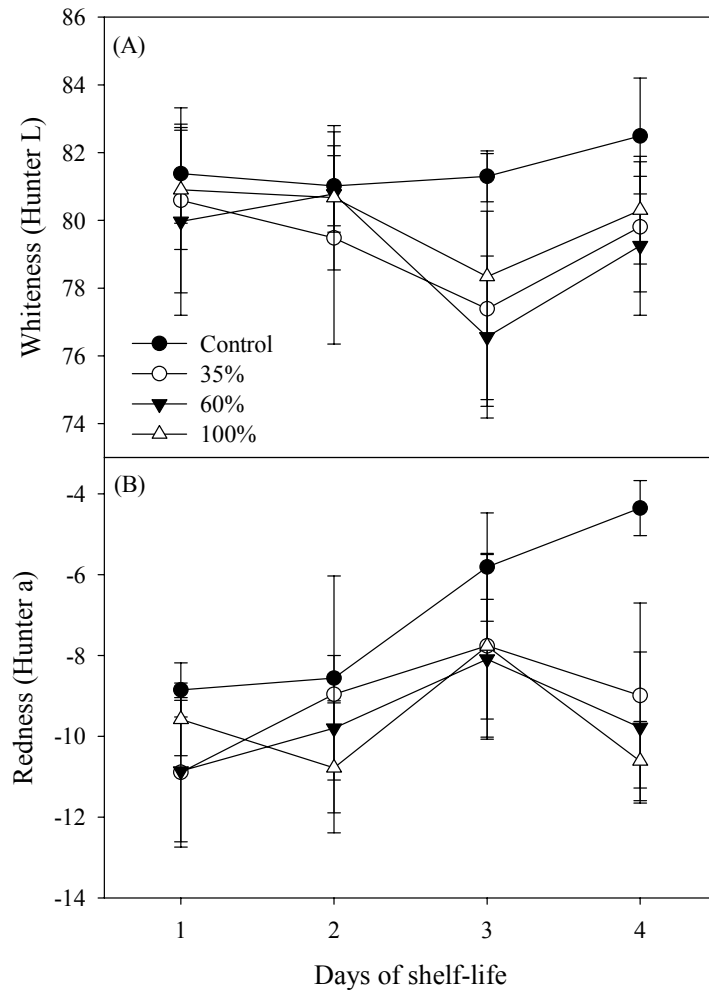 86
(A)
84
82
80
78
76
74
Whiteness (Hunter L)
Control
35%
60%
100%
(B)
-4
-6
-8
-10
-12
-14
Redness (Hunter a)
1 2 3 4
Days of shelf-life